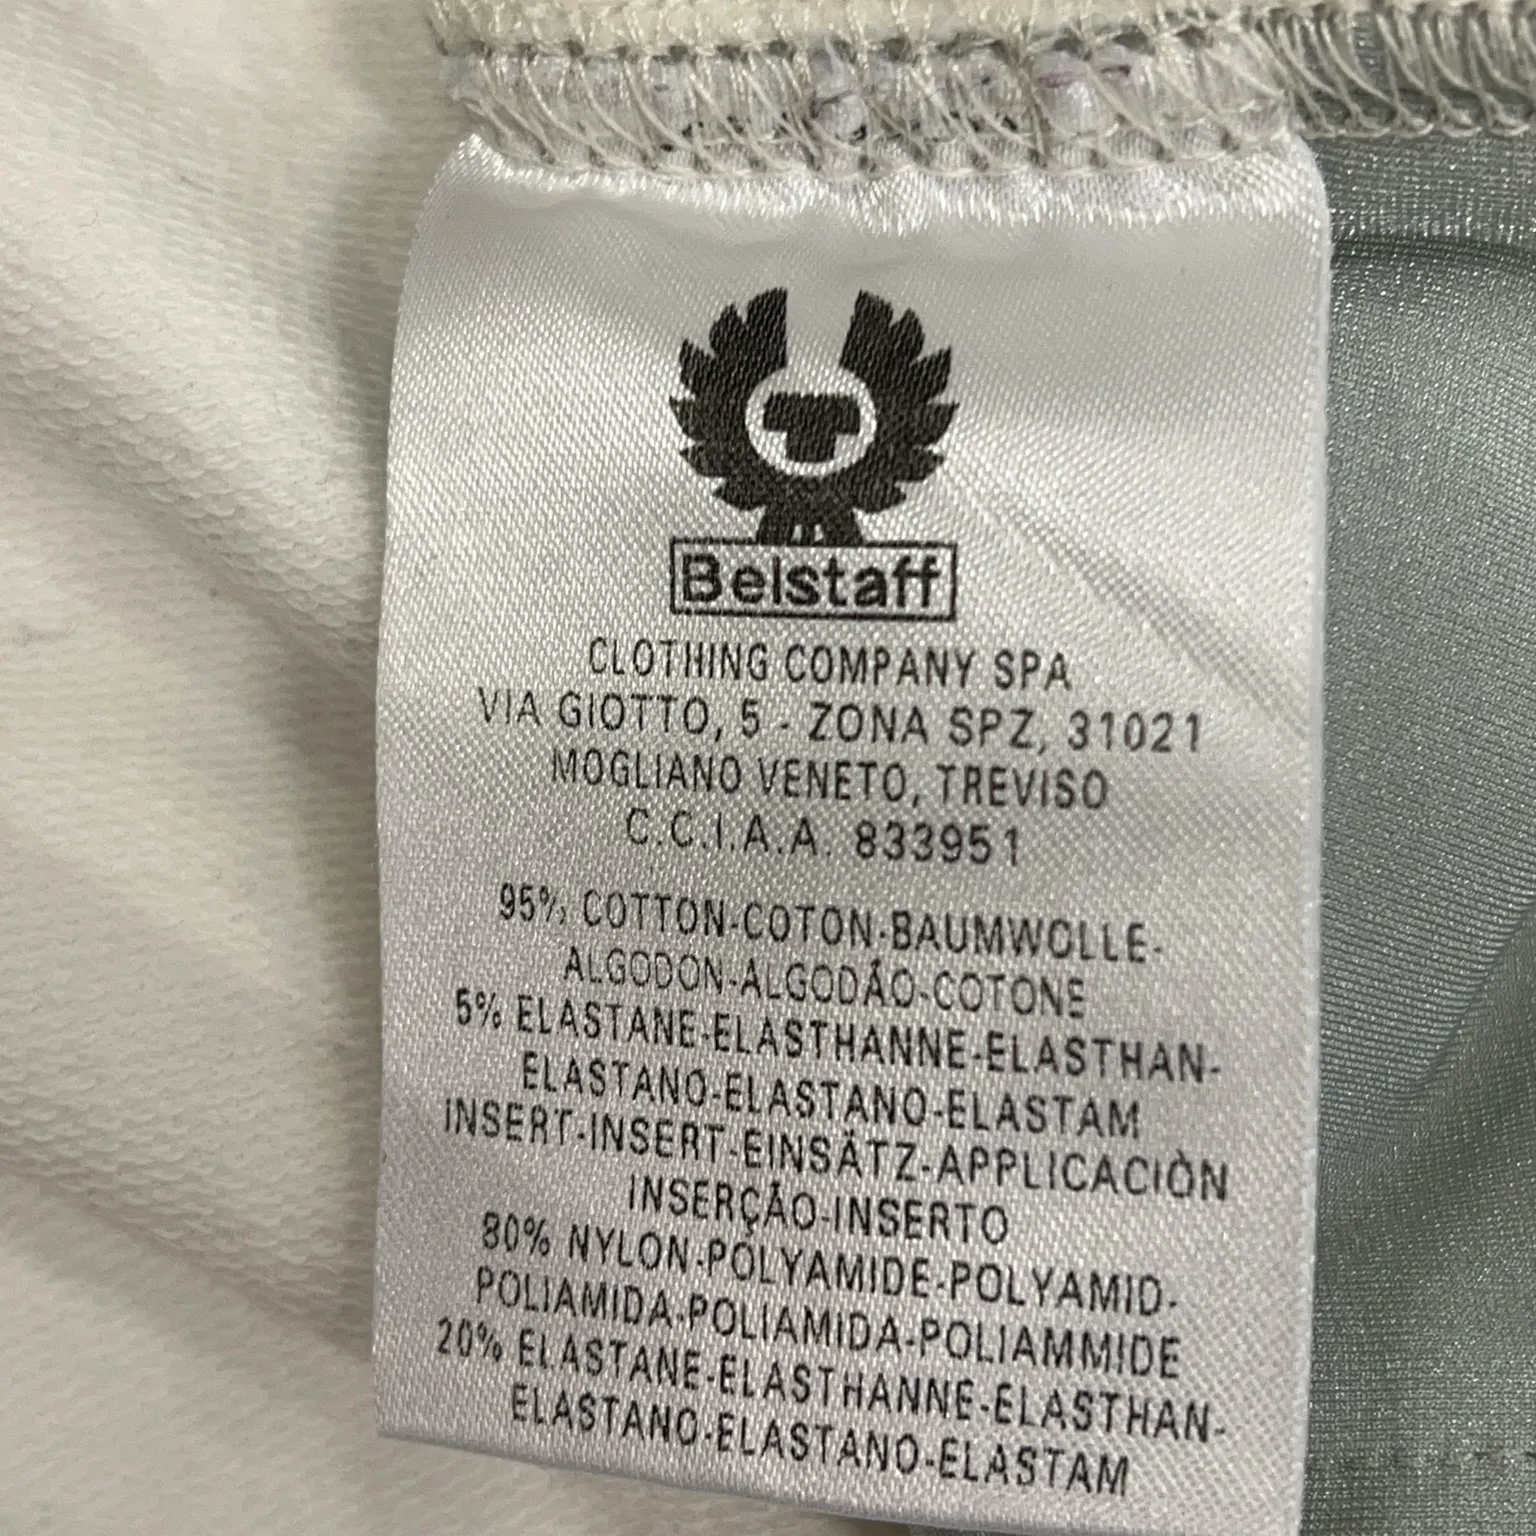 Belstaff
CLOTHING COMPANY SPA
VIA GIOTTO, 5 - ZONA SPZ, 31021
MOGLIANO VENETO, TREVISO
C.C.I.A.A. 833951
95% COTTON-COTON-BAUMWOLLE-
ALGODON-ALGODÃO-COTONE
5% ELASTANE-ELASTHANNE-ELASTHAN-
ELASTANO-ELASTANO-ELASTAM
INSERT-INSERT-EINSÄTZ-APPLICACIÒN
INSERÇÃO-INSERTO
80% NYLON-POLYAMIDE-POLYAMID-
POLIAMIDA-POLIAMIDA-POLIAMMIDE
20% ELASTANE-ELASTHANNE-ELASTHAN-
ELASTANO-ELASTANO-ELASTAM